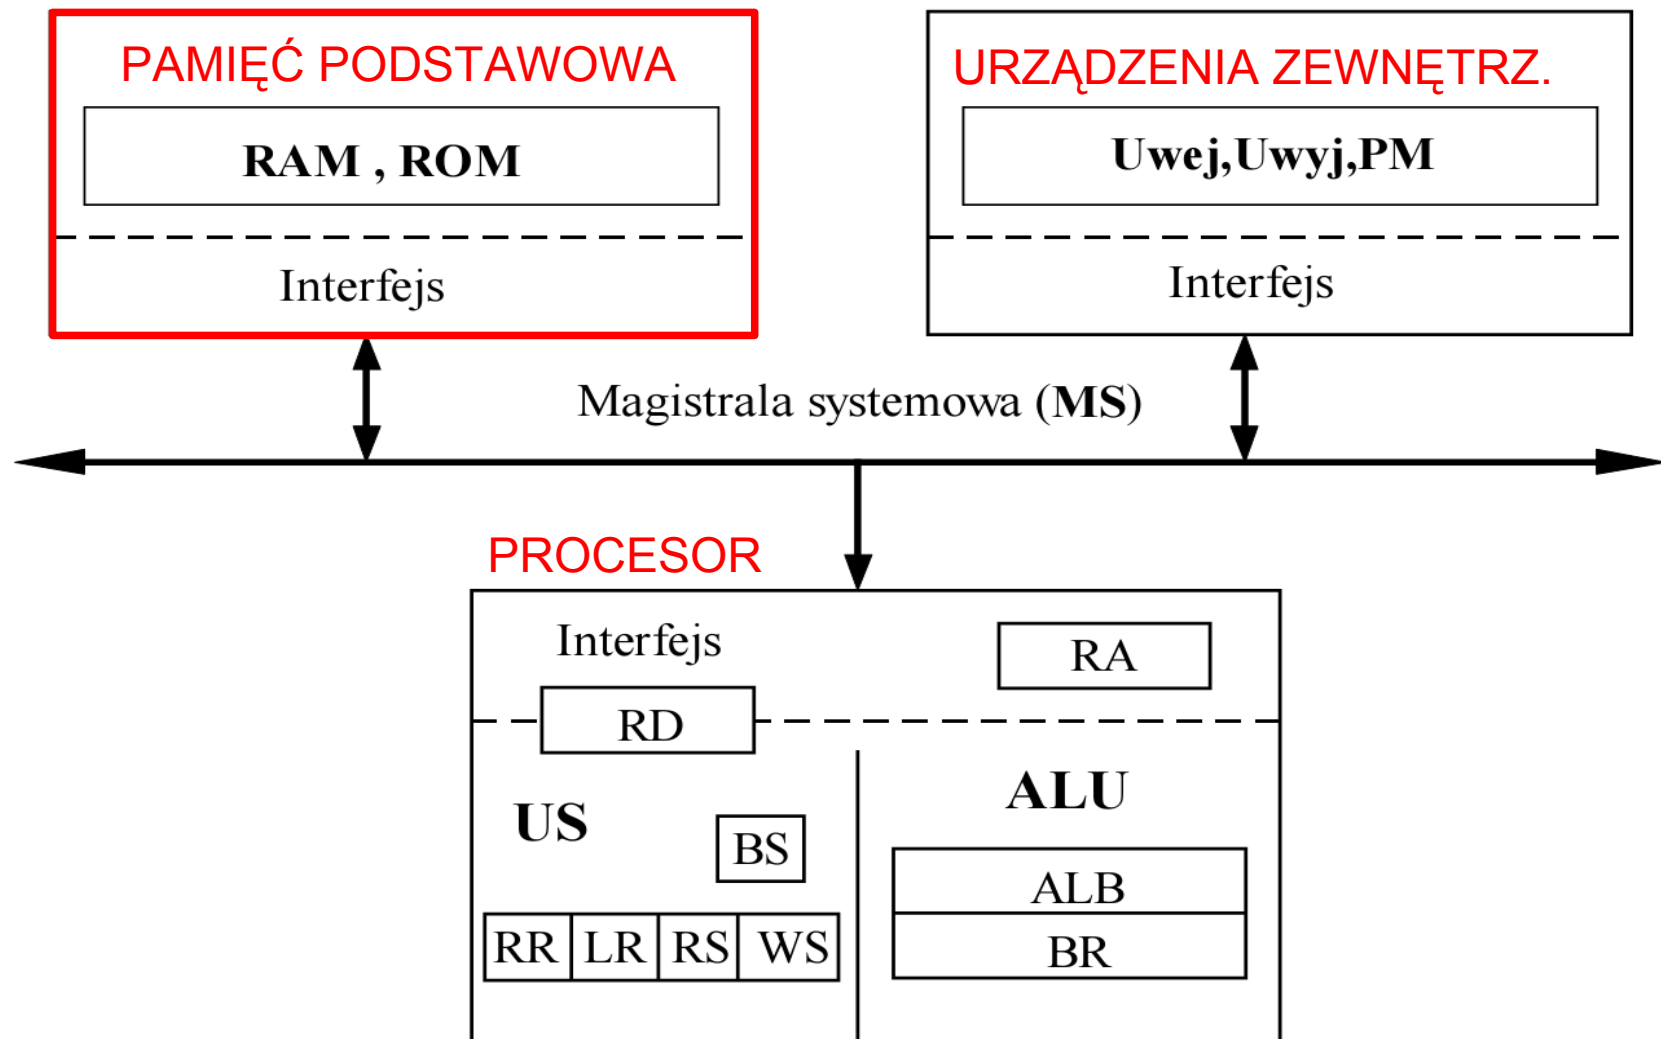 PAMIĘĆ PODSTAWOWA
RAM , ROM
Interfejs
URZĄDZENIA ZEWNĘTRZ.
Uwej,Uwyj,PM
Interfejs
Magistrala systemowa (MS)
PROCESOR
Interfejs
RA
RD
US
BS
RR LR RS WS
ALU
ALB
BR